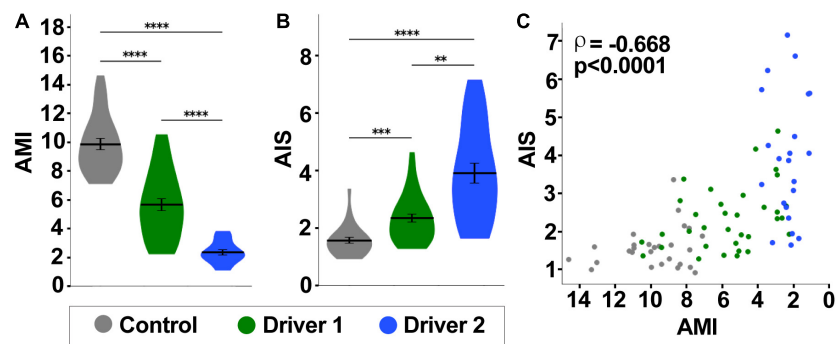 A
AMI
18
16
14
12
10
8
6
4
2
0
****
****
****
B
AIS
8
6
4
2
0
****
**
***
C
AIS
7
6
5
4
3
2
1
ρ = -0.668
p<0.0001
14 12 10 8 6 4 2 0
AMI
Control Driver 1 Driver 2